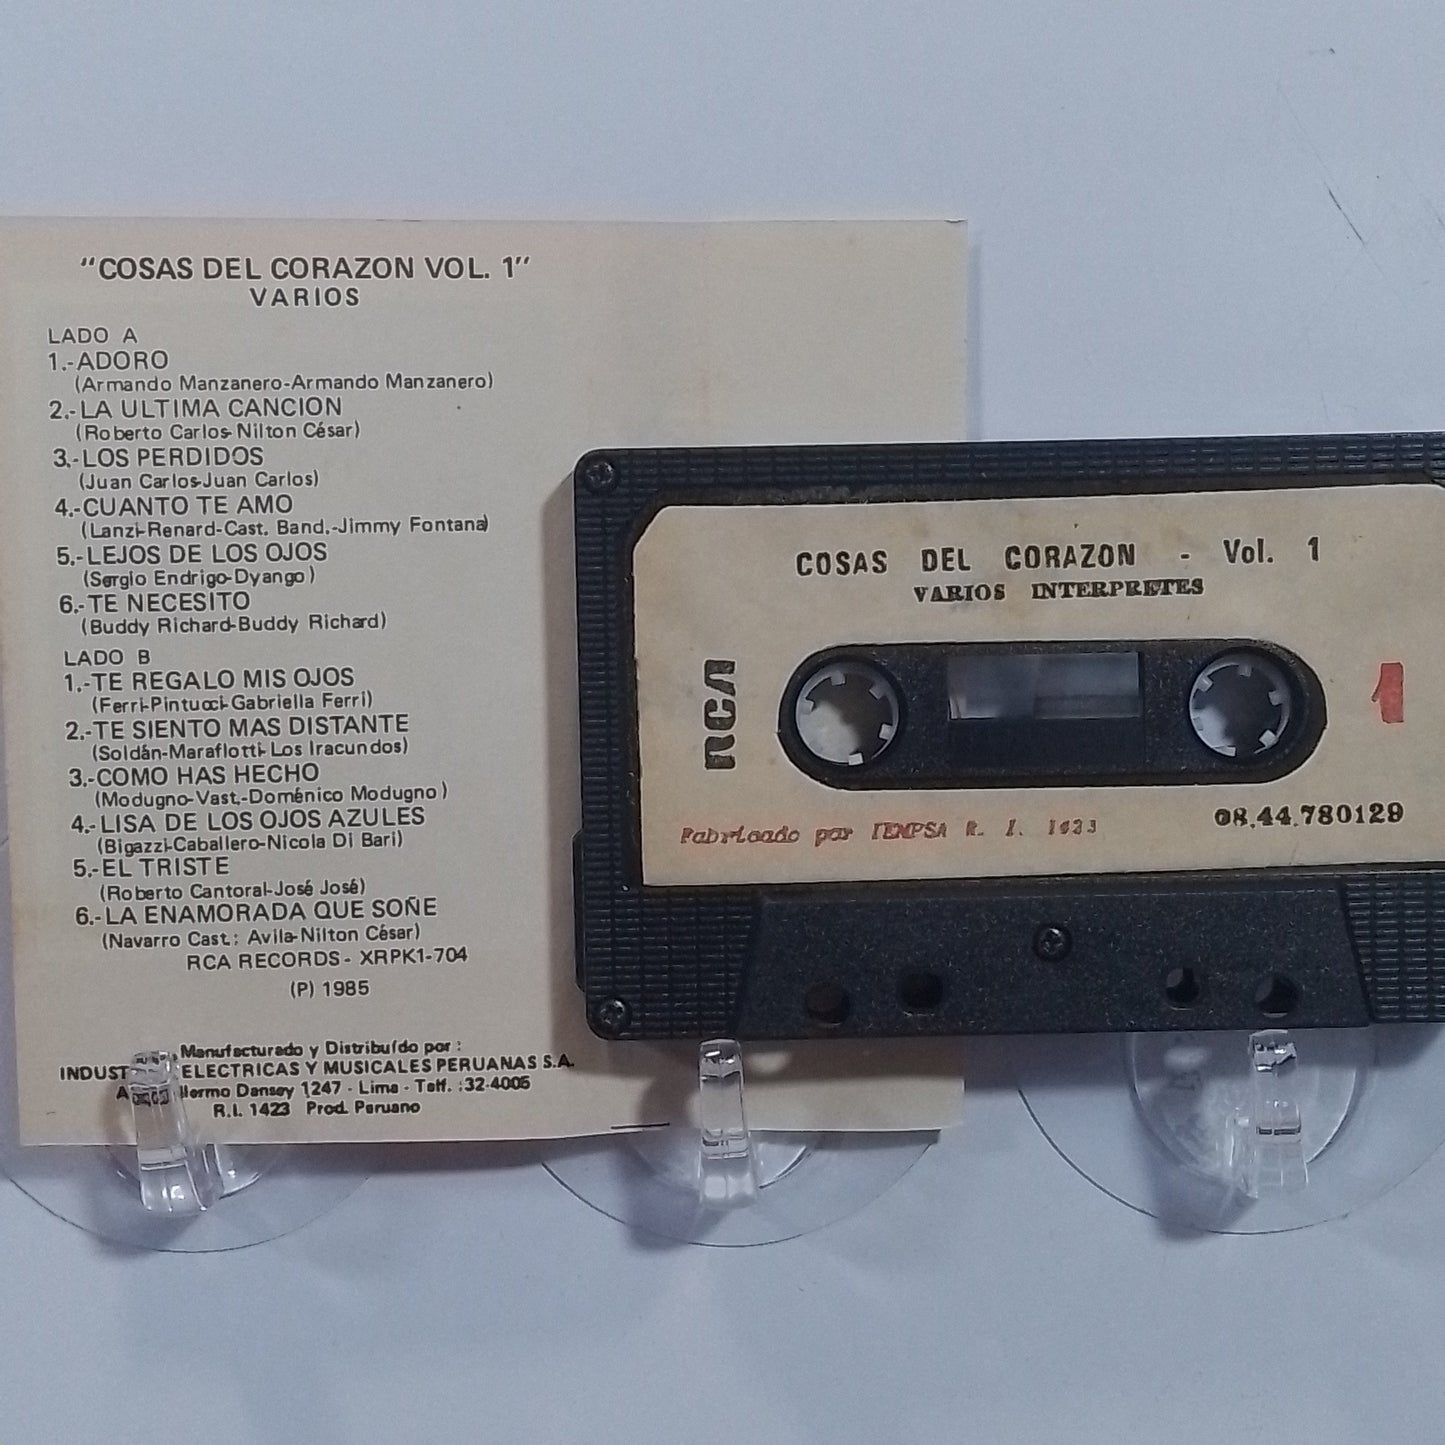 "COSAS DEL CORAZON VOL. 1"
VARIOS
LADO A
1.-ADORO
(Armando Manzanero-Armando Manzanero)
2.-LA ULTIMA CANCION
(Roberto Carlos-Nilton César)
3.-LOS PERDIDOS
(Juan Carlos-Juan Carlos)
4.-CUANTO TE AMO
(Lanzi-Renard-Cast. Band.-Jimmy Fontana)
5.-LEJOS DE LOS OJOS
(Sergio Endrigo-Dyango)
6.-TE NECESITO
(Buddy Richard-Buddy Richard)
LADO B
1.-TE REGALO MIS OJOS
(Ferri-Pintucci-Gabriella Ferri)
2.-TE SIENTO MAS DISTANTE
(Soldán-Maraflotti-Los Iracundos)
3.-COMO HAS HECHO
(Modugno-Vast.-Doménico Modugno)
4.-LISA DE LOS OJOS AZULES
(Bigazzi-Caballero-Nicola Di Bari)
5.-EL TRISTE
(Roberto Cantoral-José José)
6.-LA ENAMORADA QUE SOÑE
(Navarro Cast.: Avila-Nilton César)
RCA RECORDS - XRPK1-704
(P) 1985
Manufacturado y Distribuído por :
ELECTRICAS Y MUSICALES PERUANAS S.A.
Dansey 1247 - Lima - Telf. :32-4005
R.I. 1423 Prod. Peruano
COSAS DEL CORAZON - Vol. 1
VARIOS INTERPRETES
RCA
1
08.44.780129
Fabricado por IEMPSA R. I. 1423